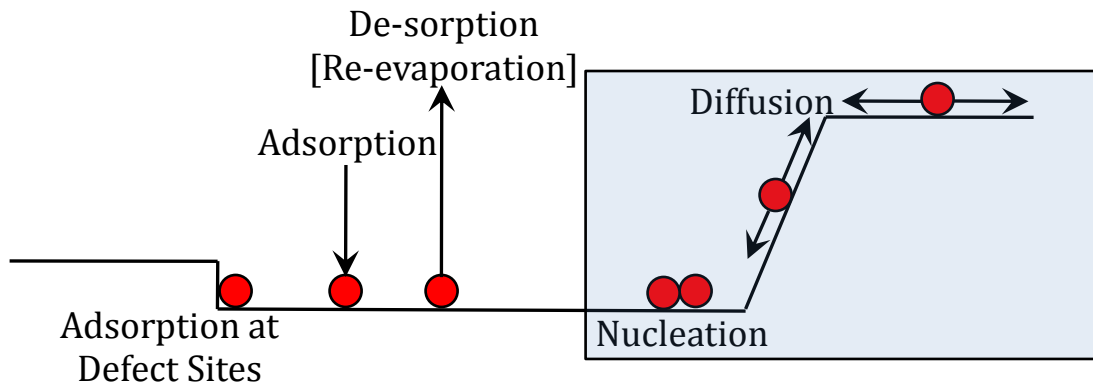 De-sorption
[Re-evaporation]
Adsorption
Diffusion
Adsorption at
Defect Sites
Nucleation